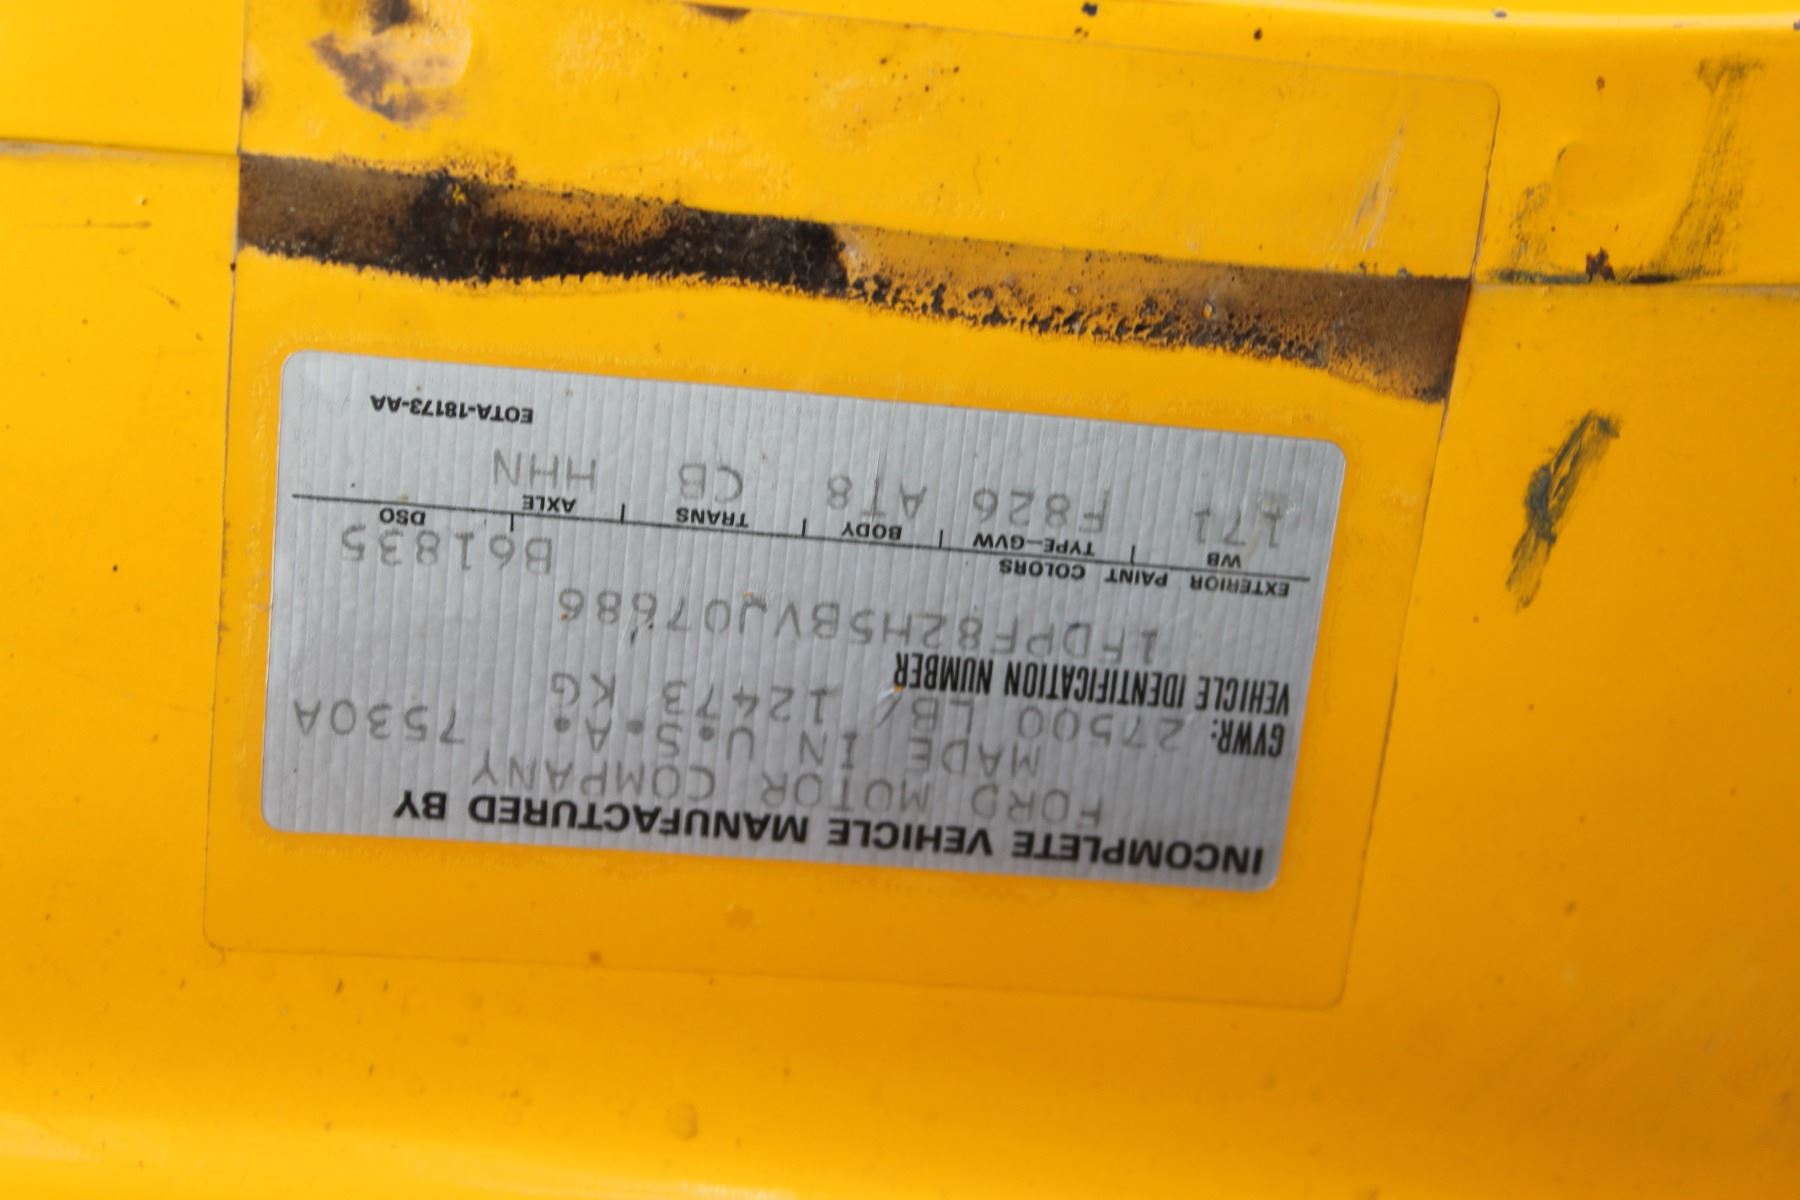 INCOMPLETE VEHICLE MANUFACTURED BY
FORD MOTOR COMPANY
MADE IN U.S.A. 7530A
GVWR: 27500 LB/ 12473 KG
VEHICLE IDENTIFICATION NUMBER
1FDPF82H5BVJ07686
EXTERIOR PAINT COLORS B61835
WB TYPE-GVW BODY TRANS AXLE DSO
171 F826 AT8 CB HHN
EOTA-18173-AA